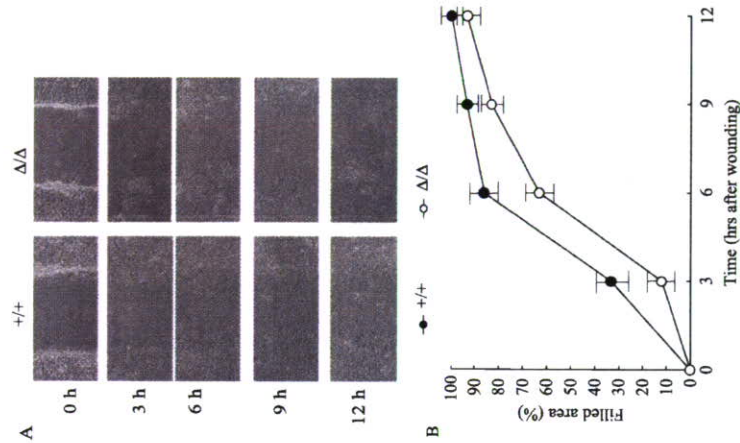 A
+/+ Δ/Δ
0 h
3 h
6 h
9 h
12 h
B
+/+ Δ/Δ
Filled area (%)
100
90
80
70
60
50
40
30
20
10
0
0 3 6 9 12
Time (hrs after wounding)